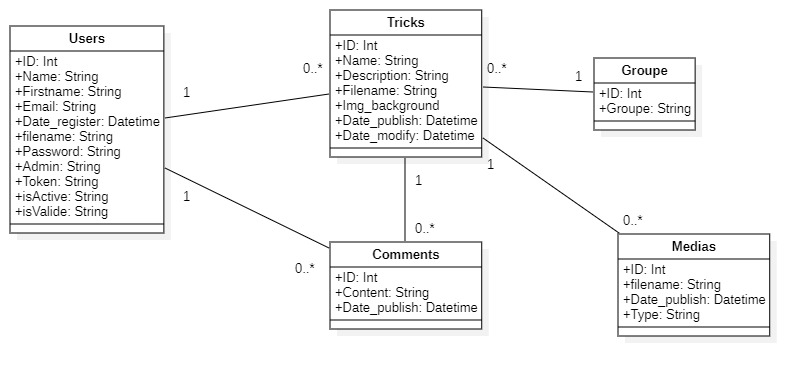 Users
+ID: Int
+Name: String
+Firstname: String
+Email: String
+Date_register: Datetime
+filename: String
+Password: String
+Admin: String
+Token: String
+isActive: String
+isValide: String
1
1
0..*
0..*
Tricks
+ID: Int
+Name: String
+Description: String
+Filename: String
+Img_background
+Date_publish: Datetime
+Date_modify: Datetime
0..*
1
1
1
0..*
0..*
Groupe
+ID: Int
+Groupe: String
Comments
+ID: Int
+Content: String
+Date_publish: Datetime
Medias
+ID: Int
+filename: String
+Date_publish: Datetime
+Type: String